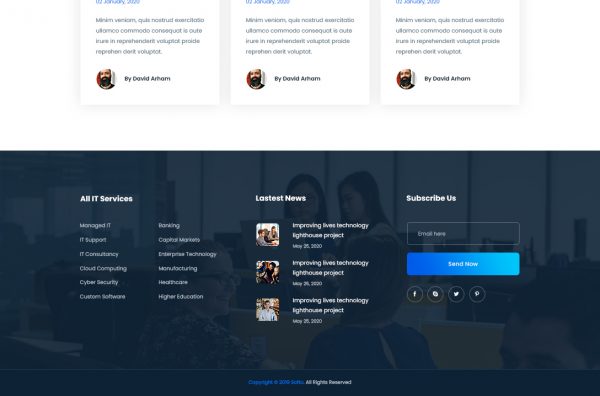 02 January, 2020
02 January, 2020
02 January, 2020
Minim veniam, quis nostrud exercitatio
ullamco commodo consequat is aute
irure in reprehenderit voluptat proide
reprehen derit voluptat.
Minim veniam, quis nostrud exercitatio
ullamco commodo consequat is aute
irure in reprehenderit voluptat proide
reprehen derit voluptat.
Minim veniam, quis nostrud exercitatio
ullamco commodo consequat is aute
irure in reprehenderit voluptat proide
reprehen derit voluptat.
By David Arham
By David Arham
By David Arham
All IT Services
Managed IT
IT Support
IT Consultancy
Cloud Computing
Cyber Security
Custom Software
Banking
Capital Markets
Enterprise Technology
Manufacturing
Healthcare
Higher Education
Lastest News
Improving lives technology
lighthouse project
May 25, 2020
Improving lives technology
lighthouse project
May 26, 2020
Improving lives technology
lighthouse project
May 25, 2020
Subscribe Us
Email here
Send Now
Copyright © 2019 Softo. All Rights Reserved